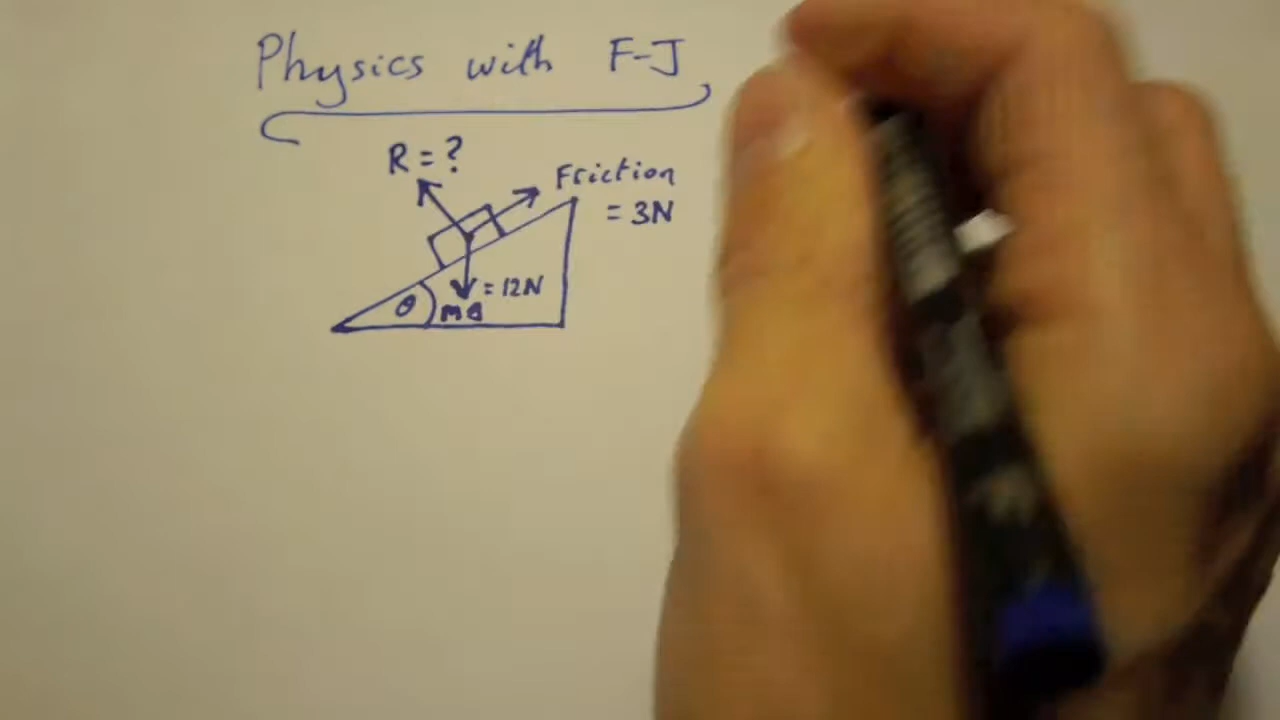 Physics with F-J
R = ?
Friction
= 3N
= 12N
θ
mg